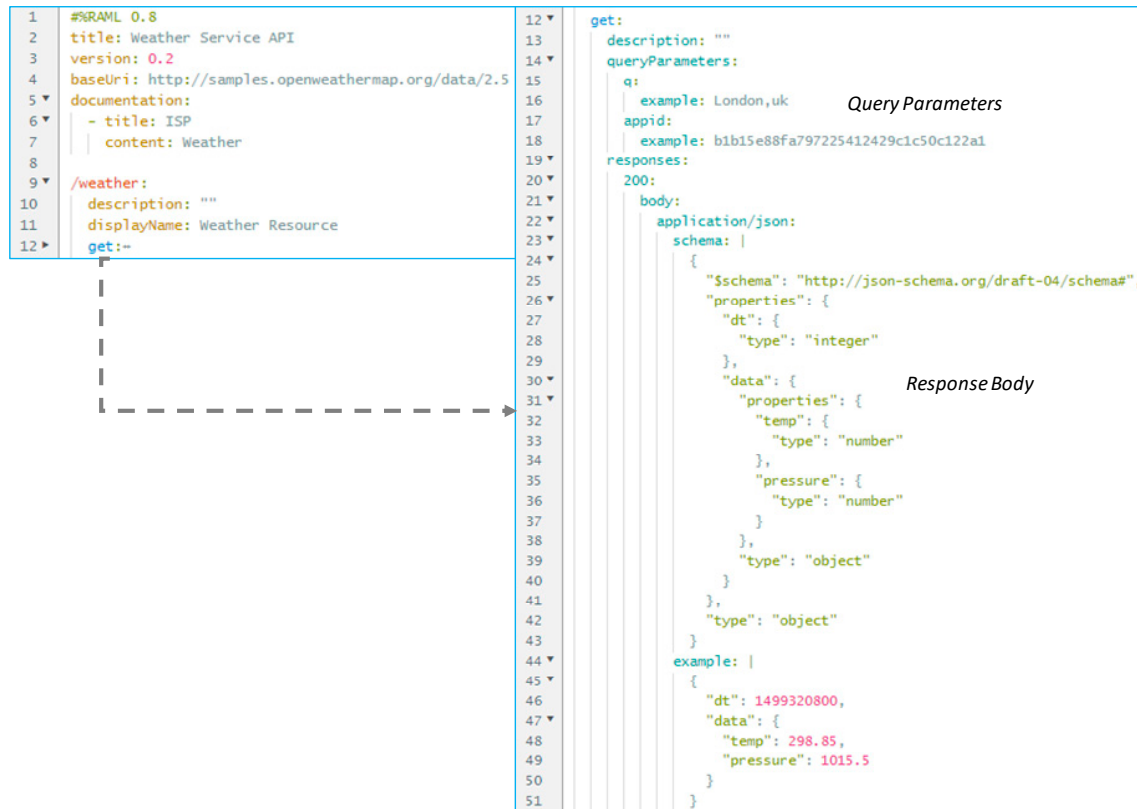 1 #%RAML 0.8
2 title: Weather Service API
3 version: 0.2
4 baseUri: http://samples.openweathermap.org/data/2.5
5 documentation:
6 - title: ISP
7 content: Weather
8
9 /weather:
10 description: ""
11 displayName: Weather Resource
12 get:↔
12 get:
13 description: ""
14 queryParameters:
15 q:
16 example: London,uk
Query Parameters
17 appid:
18 example: b1b15e88fa797225412429c1c50c122a1
19 responses:
20 200:
21 body:
22 application/json:
23 schema: |
24 {
25 "$schema": "http://json-schema.org/draft-04/schema#",
26 "properties": {
27 "dt": {
28 "type": "integer"
29 },
30 "data": {
Response Body
31 "properties": {
32 "temp": {
33 "type": "number"
34 },
35 "pressure": {
36 "type": "number"
37 }
38 },
39 "type": "object"
40 }
41 },
42 "type": "object"
43 }
44 example: |
45 {
46 "dt": 1499320800,
47 "data": {
48 "temp": 298.85,
49 "pressure": 1015.5
50 }
51 }